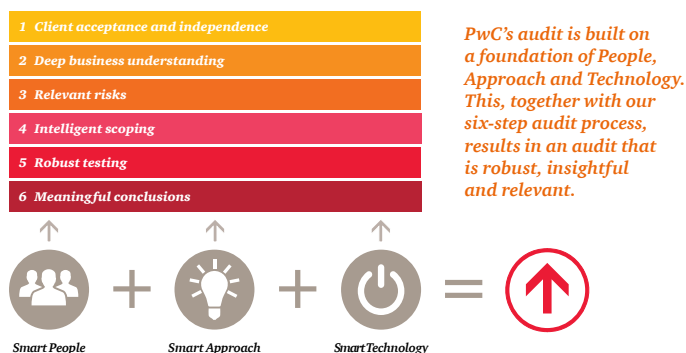 1 Client acceptance and independence
2 Deep business understanding
3 Relevant risks
4 Intelligent scoping
5 Robust testing
6 Meaningful conclusions
PwC's audit is built on
a foundation of People,
Approach and Technology.
This, together with our
six-step audit process,
results in an audit that
is robust, insightful
and relevant.
+ + =
Smart People
Smart Approach
Smart Technology